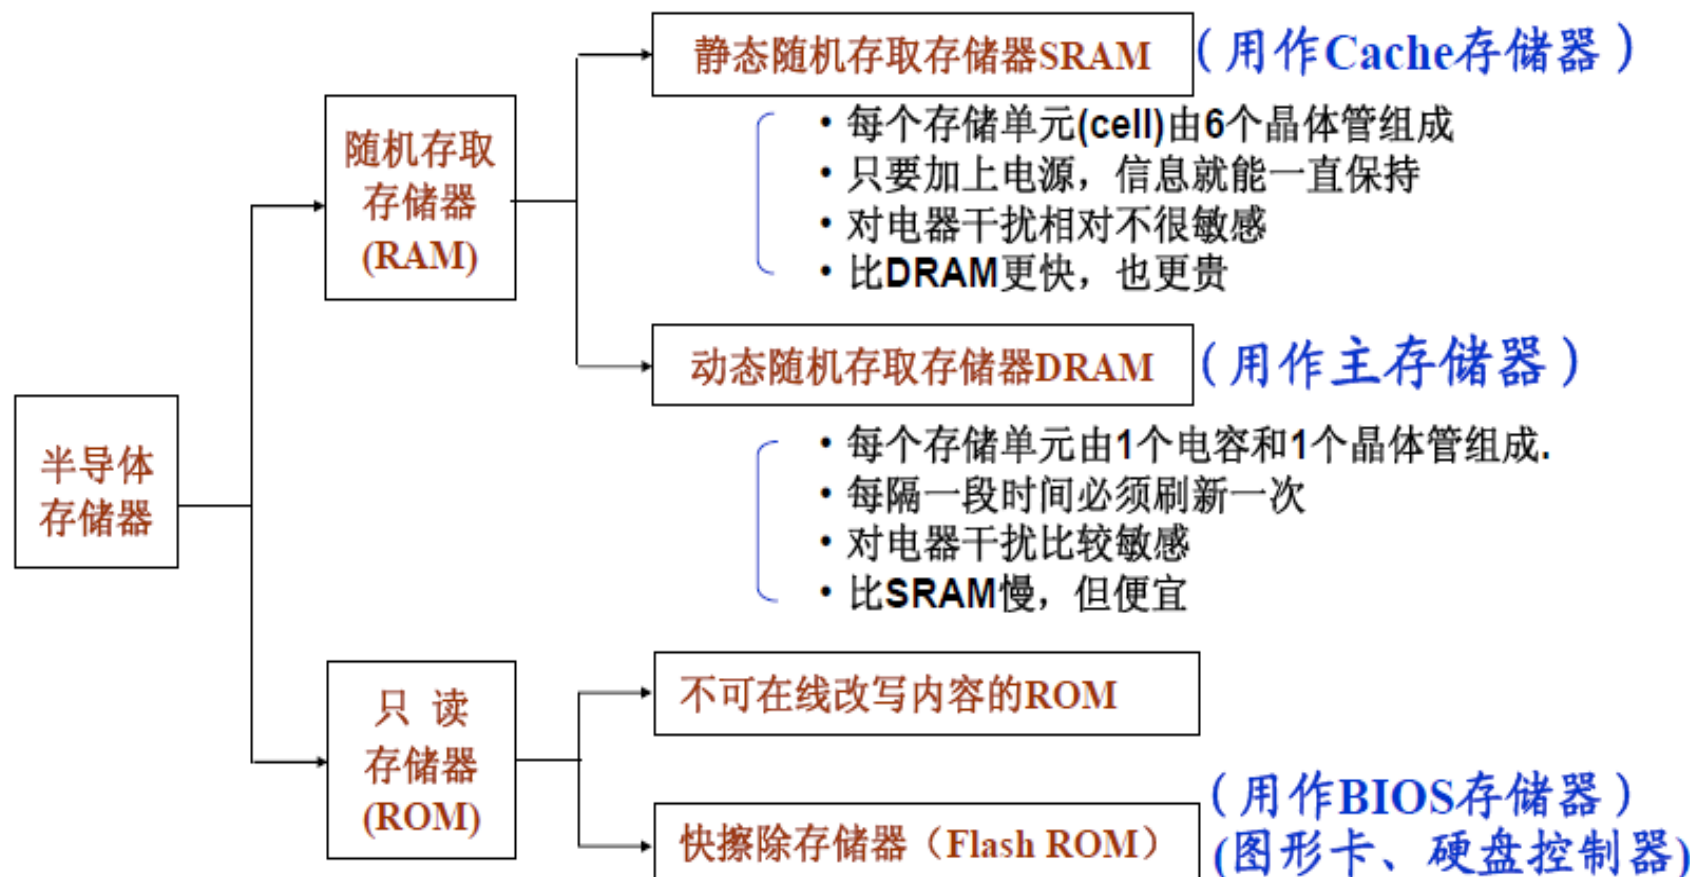 静态随机存取存储器SRAM
（用作Cache存储器）
• 每个存储单元(cell)由6个晶体管组成
• 只要加上电源，信息就能一直保持
• 对电器干扰相对不很敏感
• 比DRAM更快，也更贵
随机存取
存储器
(RAM)
动态随机存取存储器DRAM
（用作主存储器）
• 每个存储单元由1个电容和1个晶体管组成.
• 每隔一段时间必须刷新一次
• 对电器干扰比较敏感
• 比SRAM慢，但便宜
半导体
存储器
只 读
存储器
(ROM)
不可在线改写内容的ROM
快擦除存储器（Flash ROM）
（用作BIOS存储器）
(图形卡、硬盘控制器)